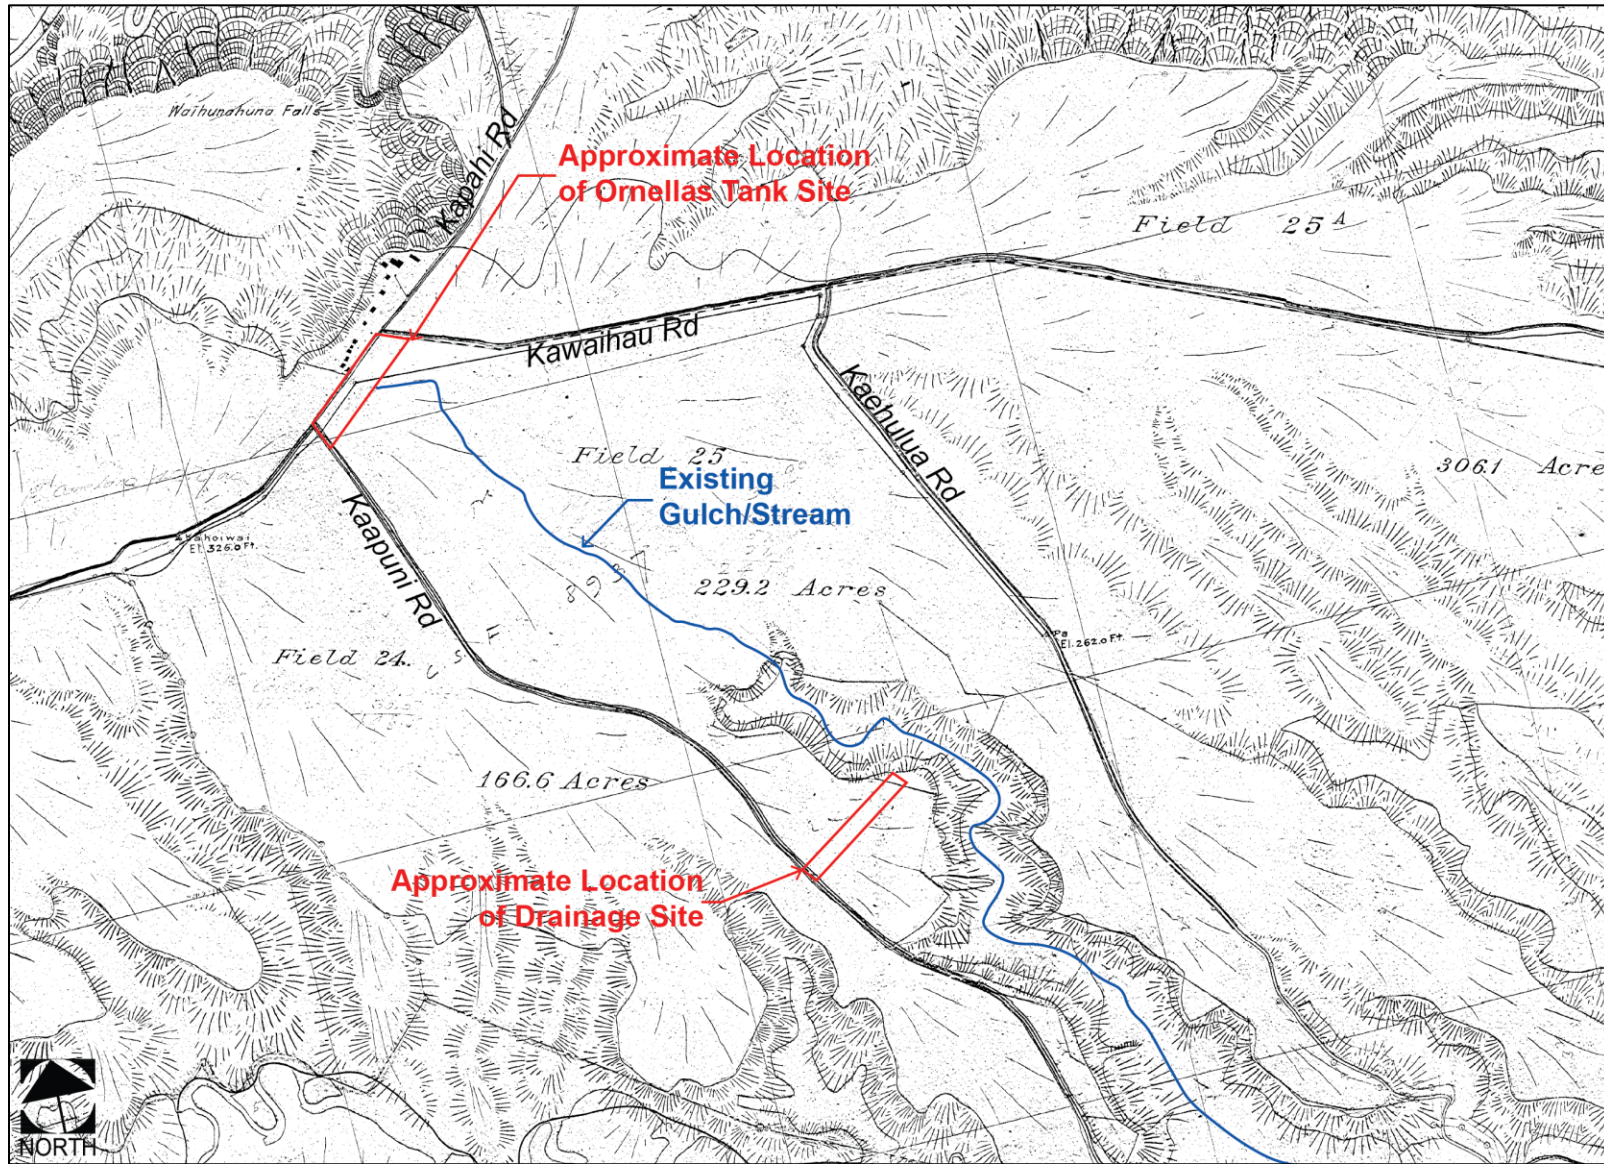 Waihunahuna Falls
Kapahi Rd
Approximate Location
of Ornellas Tank Site
Field 25 A
Kawaihau Rd
Kaehulua Rd
Field 25
Existing
Gulch/Stream
306.1 Acre
El. 326.0 Ft.
Kaapuni Rd
229.2 Acres
El. 262.0 Ft.
Field 24.
166.6 Acres
Approximate Location
of Drainage Site
NORTH